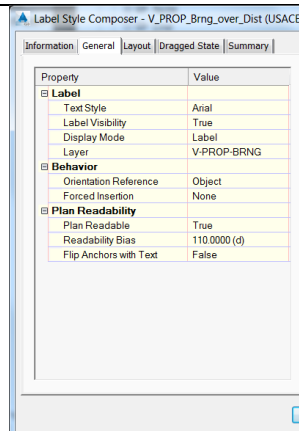 Label Style Composer - V_PROP_Brng_over_Dist (USACE
Information General Layout Dragged State Summary
Property Value
Label
Text Style Arial
Label Visibility True
Display Mode Label
Layer V-PROP-BRNG
Behavior
Orientation Reference Object
Forced Insertion None
Plan Readability
Plan Readable True
Readability Bias 110.0000 (d)
Flip Anchors with Text False